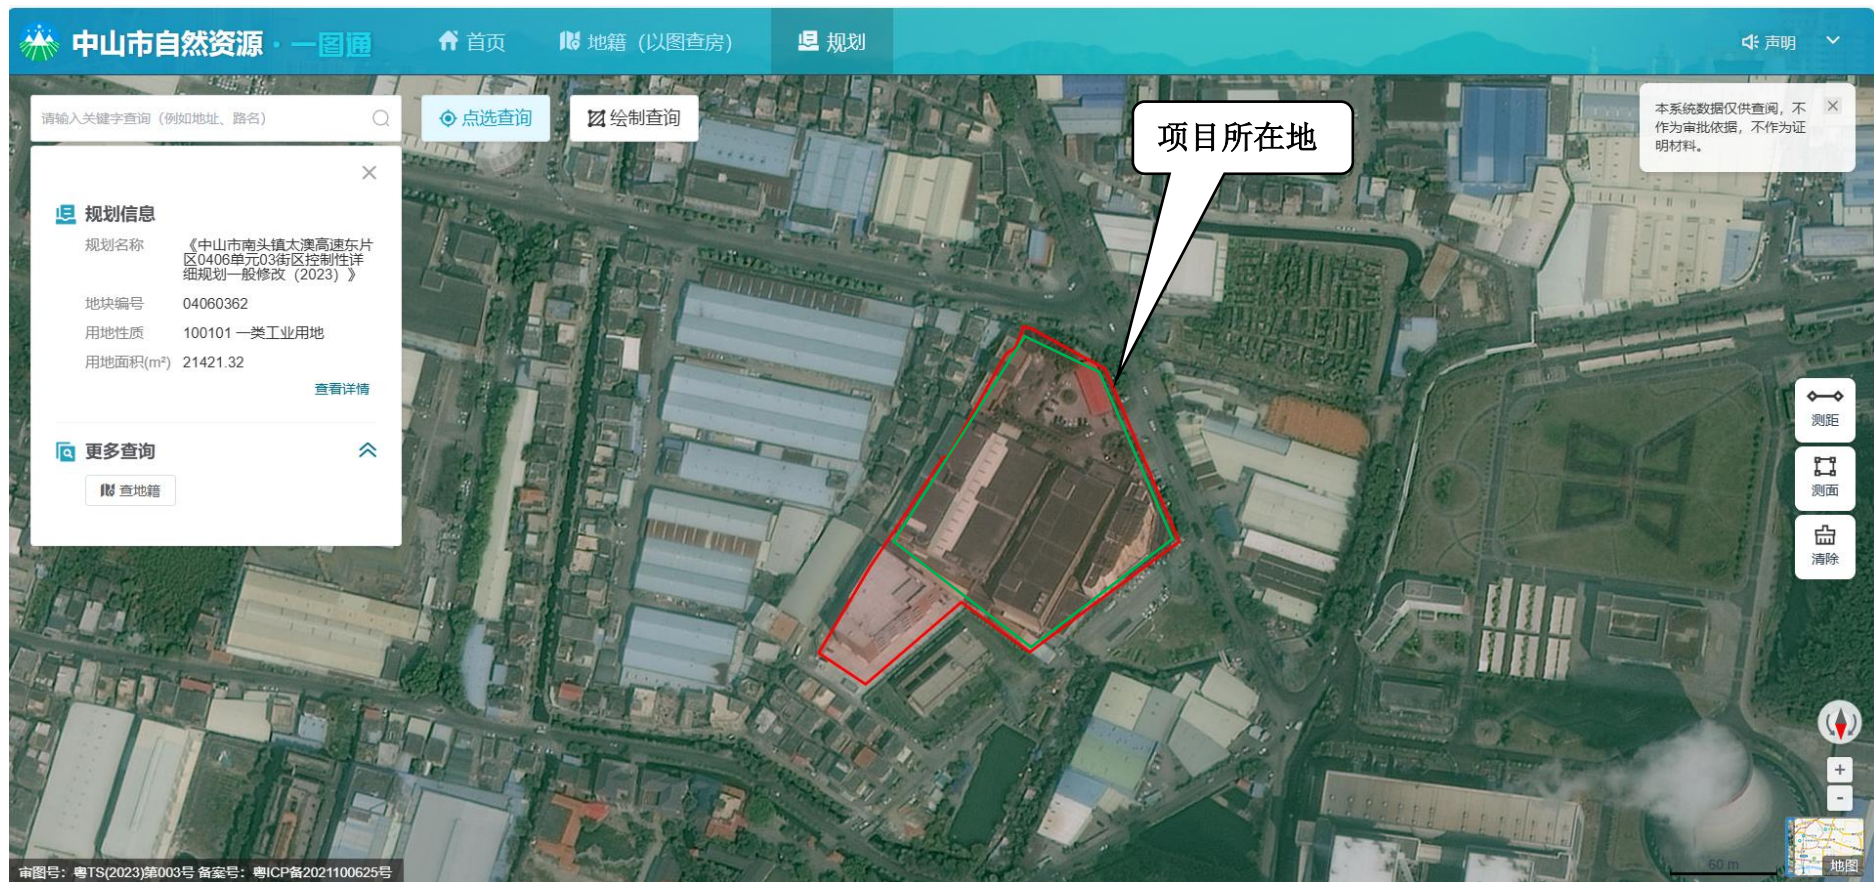 中山市自然资源·一图通
首页
地籍（以图查房）
规划
声明
请输入关键字查询（例如地址、路名）
点选查询
绘制查询
项目所在地
本系统数据仅供查阅，不
作为审批依据，不作为证
明材料。
规划信息
规划名称
《中山市南头镇太澳高速东片
区0406单元03街区控制性详
细规划一般修改（2023）》
地块编号 04060362
用地性质 100101 一类工业用地
用地面积(m²) 21421.32
查看详情
更多查询
查地籍
测距
测面
清除
+
-
60 m
地图
审图号：粤TS(2023)第003号 备案号：粤ICP备2021100625号